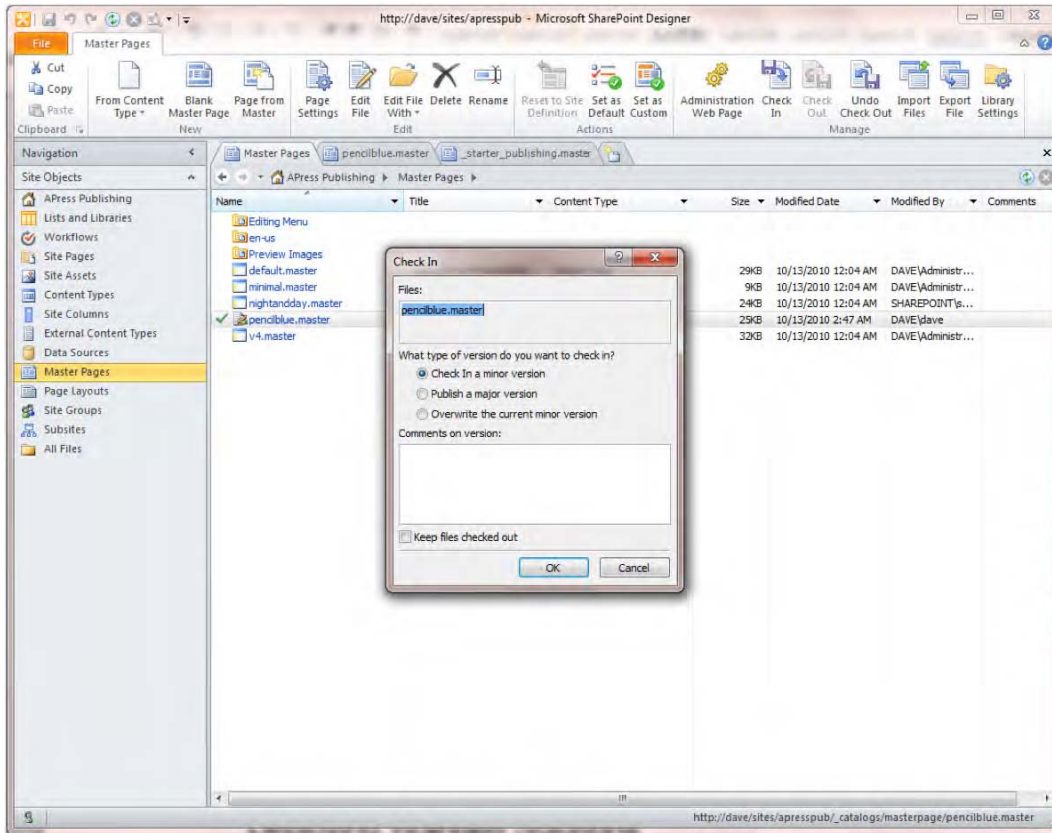 http://dave/sites/apresspub - Microsoft SharePoint Designer
File
Master Pages
Cut
Copy
Paste
Clipboard
From Content Type
Blank Master Page
Page from Master
New
Page Settings
Edit File
Edit File With
Delete
Rename
Edit
Reset to Site Definition
Set as Default
Set as Custom
Actions
Administration Web Page
Check In
Check Out
Undo Check Out
Import Files
Export File
Library Settings
Manage
Navigation
Site Objects
APress Publishing
Lists and Libraries
Workflows
Site Pages
Site Assets
Content Types
Site Columns
External Content Types
Data Sources
Master Pages
Page Layouts
Site Groups
Subsites
All Files
Master Pages
pencilblue.master
_starter_publishing.master
APress Publishing
Master Pages
Name Title Content Type Size Modified Date Modified By Comments
Editing Menu
en-us
Preview Images
default.master 29KB 10/13/2010 12:04 AM DAVE\Administr...
minimal.master 9KB 10/13/2010 12:04 AM DAVE\Administr...
nightandday.master 24KB 10/13/2010 12:04 AM SHAREPOINT\s...
pencilblue.master 25KB 10/13/2010 2:47 AM DAVE\dave
v4.master 32KB 10/13/2010 12:04 AM DAVE\Administr...
Check In
Files:
pencilblue.master
What type of version do you want to check in?
Check In a minor version
Publish a major version
Overwrite the current minor version
Comments on version:
Keep files checked out
OK
Cancel
http://dave/sites/apresspub/_catalogs/masterpage/pencilblue.master